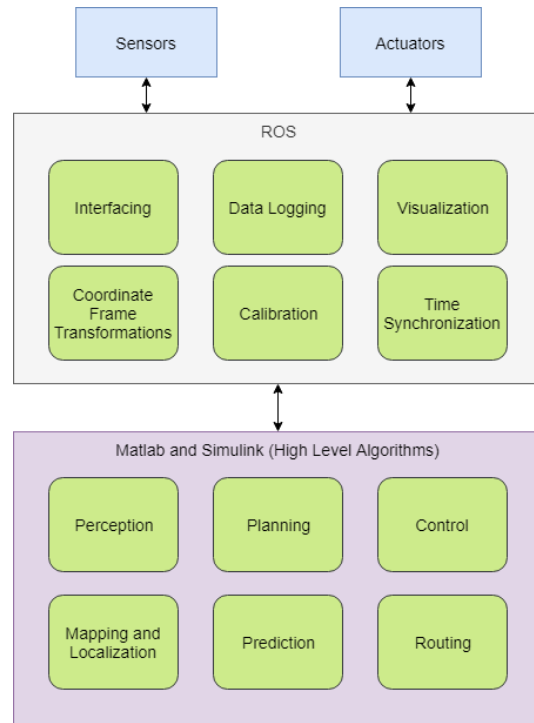 Sensors
Actuators
ROS
Interfacing
Data Logging
Visualization
Coordinate
Frame
Transformations
Calibration
Time
Synchronization
Matlab and Simulink (High Level Algorithms)
Perception
Planning
Control
Mapping and
Localization
Prediction
Routing